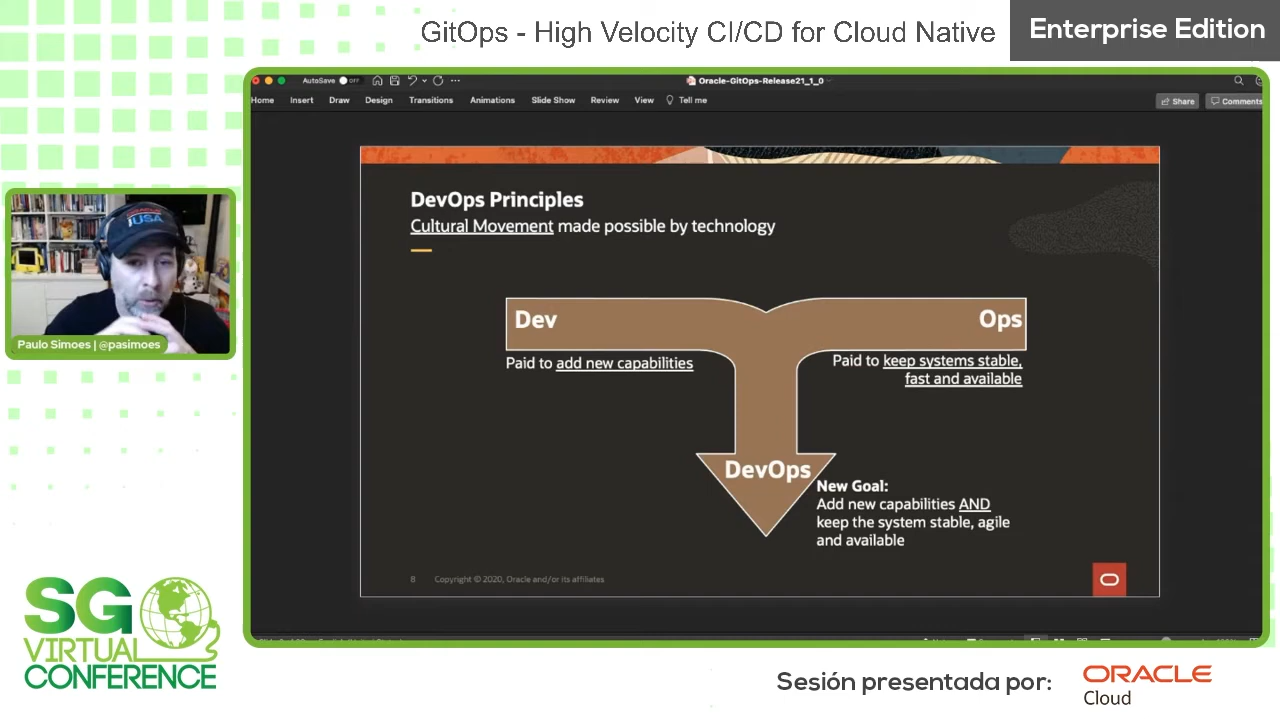 GitOps - High Velocity CI/CD for Cloud Native
Enterprise Edition
AutoSave OFF
Oracle-GitOps-Release21_1_0
Home Insert Draw Design Transitions Animations Slide Show Review View Tell me
Share Comments
DevOps Principles
Cultural Movement made possible by technology
Dev
Ops
Paid to add new capabilities
Paid to keep systems stable,
fast and available
DevOps
New Goal:
Add new capabilities AND
keep the system stable, agile
and available
8 Copyright © 2020, Oracle and/or its affiliates
USA
Paulo Simoes | @pasimoes
SG
VIRTUAL
CONFERENCE
Sesión presentada por:
ORACLE
Cloud